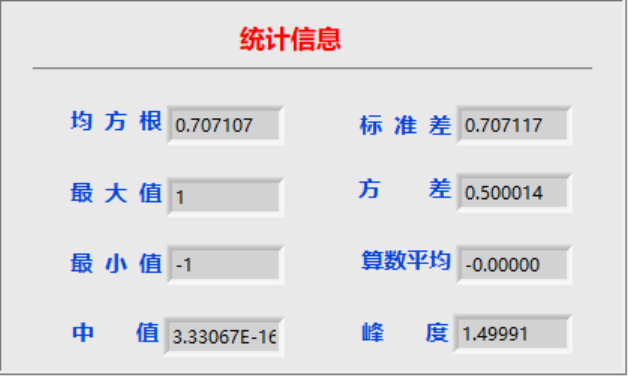 统计信息
均方根 0.707107 标准差 0.707117
最大值 1 方差 0.500014
最小值 -1 算数平均 -0.00000
中值 3.33067E-16 峰度 1.49991